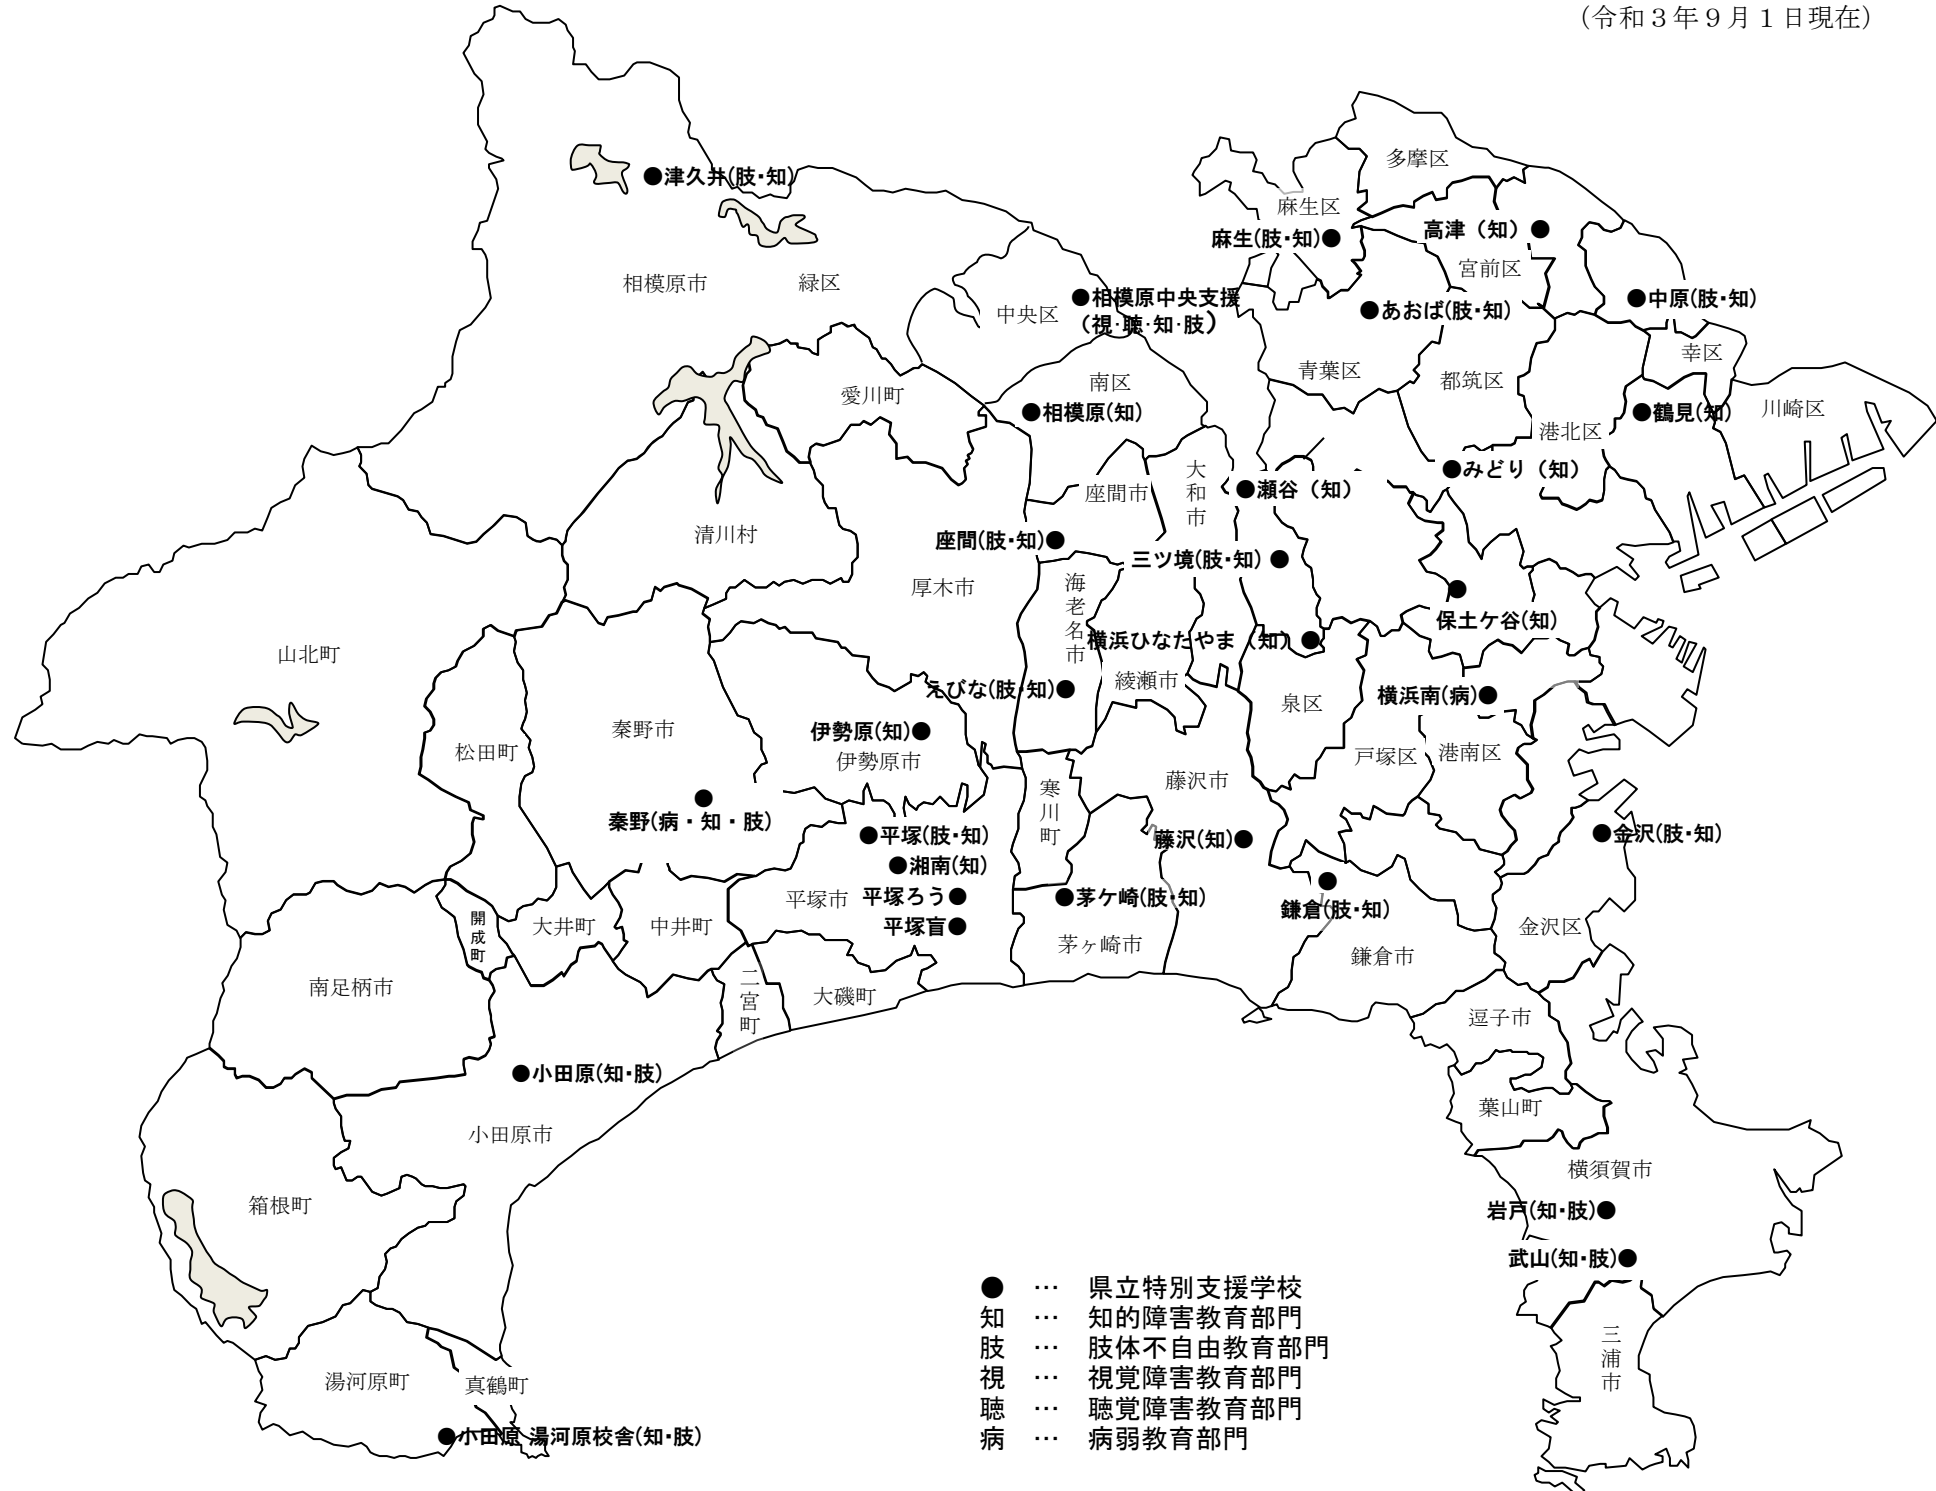 (令和３年９月１日現在)
多摩区
●津久井(肢・知)
麻生区
麻生(肢・知)●
高津（知）●
宮前区
相模原市
緑区
中央区
●相模原中央支援
（視・聴・知・肢）
●あおば(肢・知)
●中原(肢・知)
幸区
青葉区
都筑区
南区
愛川町
●相模原(知)
●鶴見(知)
川崎区
港北区
●みどり（知）
座間市
大和市
●瀬谷（知）
清川村
座間(肢・知)●
三ツ境(肢・知)●
厚木市
海老名市
●
保土ケ谷(知)
横浜ひなたやま（知）●
山北町
綾瀬市
えびな(肢・知)●
泉区
横浜南(病)●
秦野市
伊勢原(知)●
伊勢原市
松田町
戸塚区
港南区
藤沢市
●
秦野(病・知・肢)
寒川町
●平塚(肢・知)
藤沢(知)●
●金沢(肢・知)
●湘南(知)
平塚市
平塚ろう●
●茅ケ崎(肢・知)
●
鎌倉(肢・知)
平塚盲●
開成町
大井町
中井町
茅ヶ崎市
鎌倉市
金沢区
南足柄市
二宮町
大磯町
逗子市
●小田原(知・肢)
小田原市
葉山町
横須賀市
箱根町
岩戸(知・肢)●
武山(知・肢)●
三浦市
湯河原町
真鶴町
●小田原 湯河原校舎(知・肢)
● … 県立特別支援学校
知 … 知的障害教育部門
肢 … 肢体不自由教育部門
視 … 視覚障害教育部門
聴 … 聴覚障害教育部門
病 … 病弱教育部門